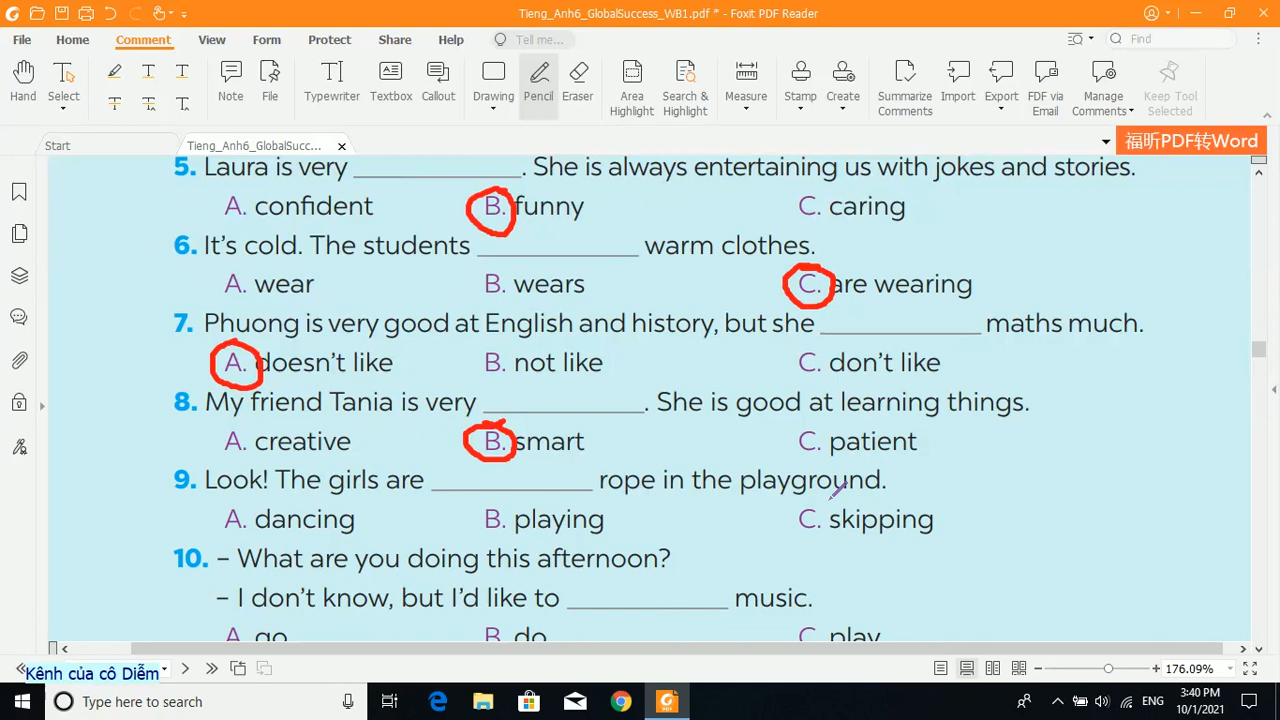 Tieng_Anh6_GlobalSuccess_WB1.pdf * - Foxit PDF Reader
File Home Comment View Form Protect Share Help Tell me... Find
Hand Select Note File Typewriter Textbox Callout Drawing Pencil Eraser Area Highlight Search & Highlight Measure Stamp Create Summarize Comments Import Export FDF via Email Manage Comments Keep Tool Selected
Start Tieng_Anh6_GlobalSucc... 福昕PDF转Word
5. Laura is very ____________. She is always entertaining us with jokes and stories.
A. confident B. funny C. caring
6. It's cold. The students ____________ warm clothes.
A. wear B. wears C. are wearing
7. Phuong is very good at English and history, but she ____________ maths much.
A. doesn't like B. not like C. don't like
8. My friend Tania is very ____________. She is good at learning things.
A. creative B. smart C. patient
9. Look! The girls are ____________ rope in the playground.
A. dancing B. playing C. skipping
10. – What are you doing this afternoon?
– I don't know, but I'd like to ____________ music.
A. go B. do C. play
Kênh của cô Diễm
176.09%
Type here to search
ENG
3:40 PM
10/1/2021